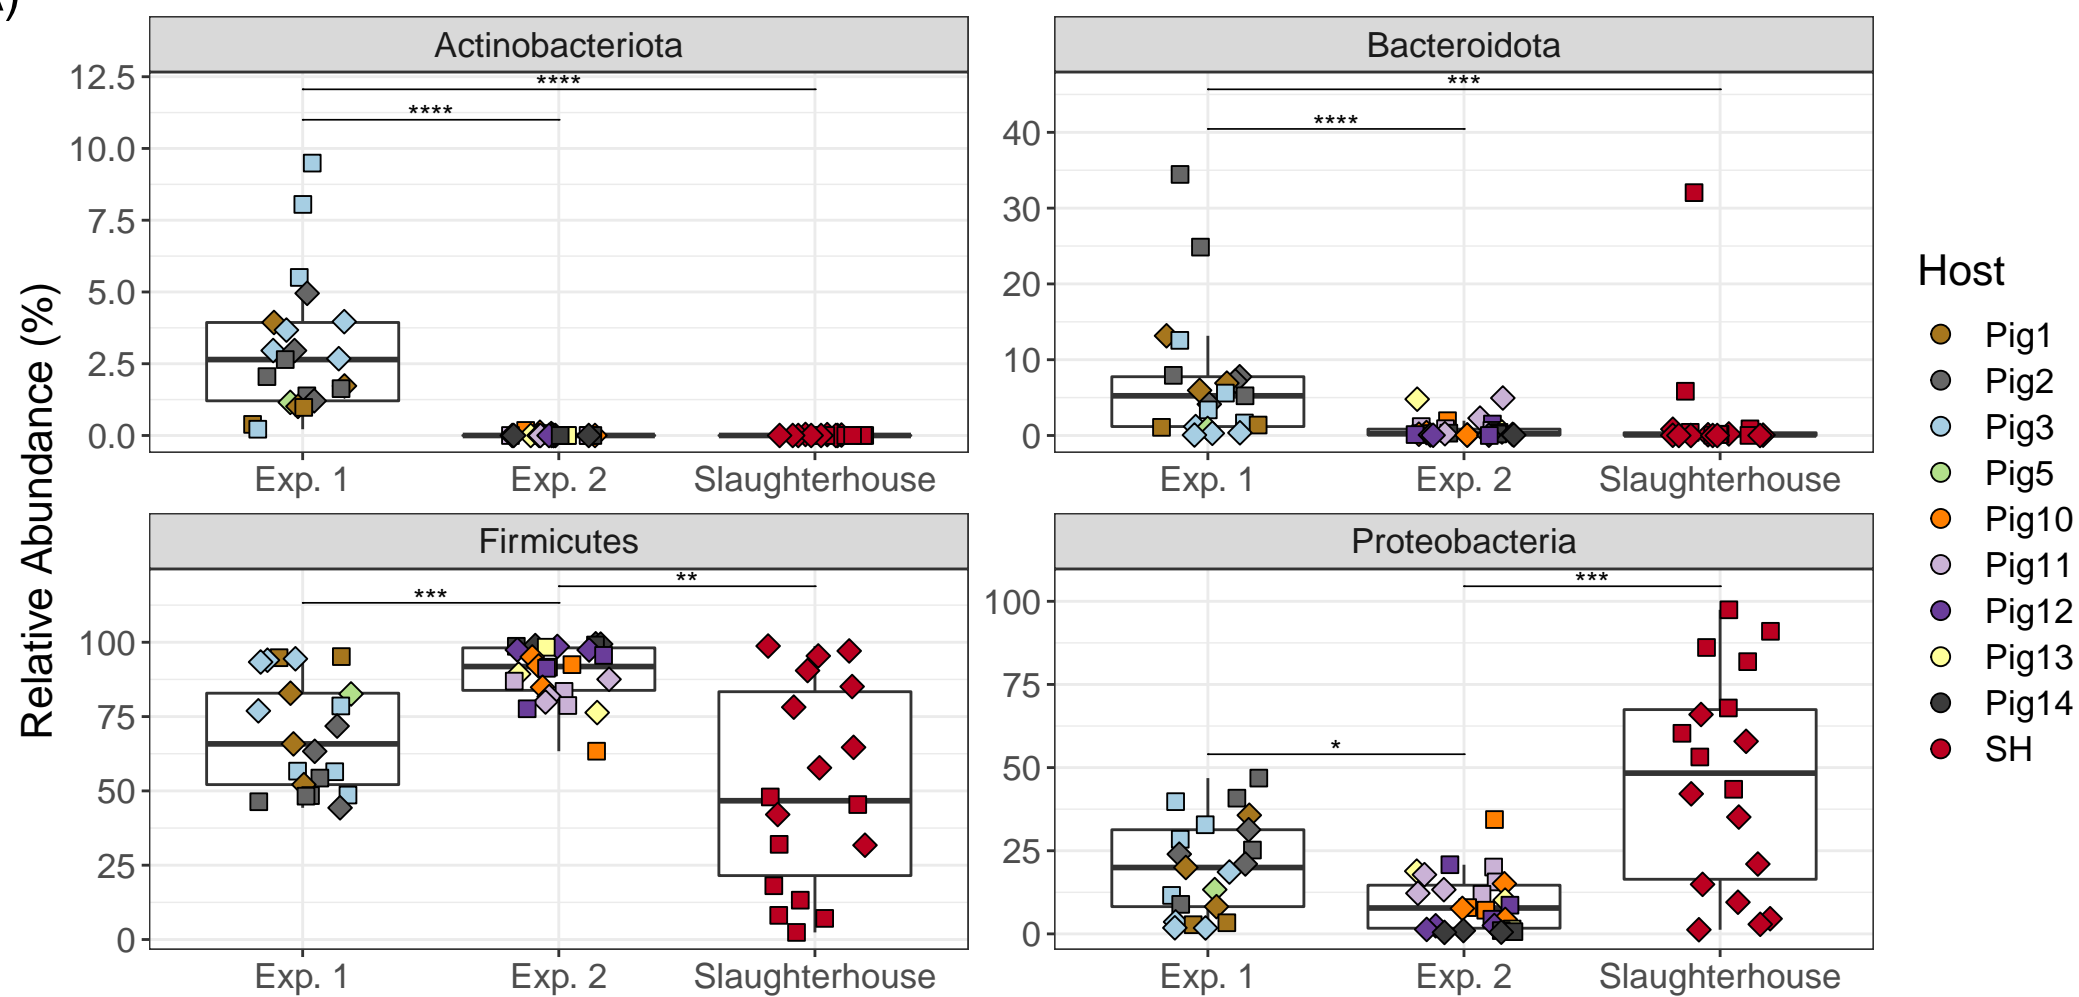 Actinobacteriota
Bacteroidota
12.5
10.0
7.5
5.0
2.5
0.0
****
****
Exp. 1
Exp. 2
Slaughterhouse
40
30
20
10
0
***
****
Exp. 1
Exp. 2
Slaughterhouse
Relative Abundance (%)
Firmicutes
Proteobacteria
100
75
50
25
0
**
***
Exp. 1
Exp. 2
Slaughterhouse
100
75
50
25
0
***
*
Exp. 1
Exp. 2
Slaughterhouse
Host
Pig1
Pig2
Pig3
Pig5
Pig10
Pig11
Pig12
Pig13
Pig14
SH